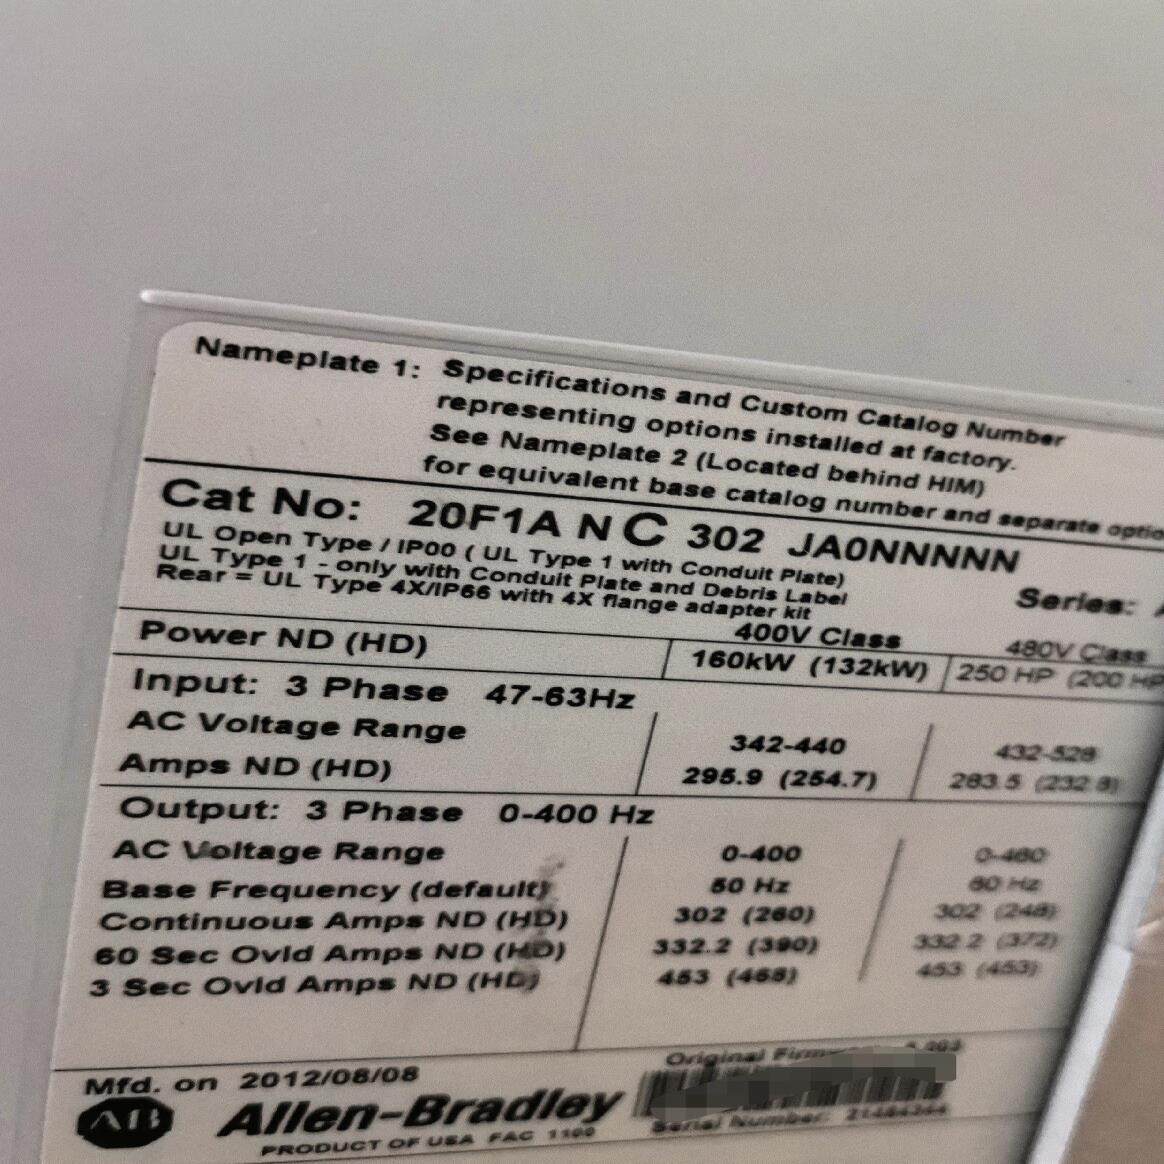 Nameplate 1: Specifications and Custom Catalog Number
representing options installed at factory.
See Nameplate 2 (Located behind HIM)
for equivalent base catalog number and separate optio
Cat No: 20F1A N C 302 JA0NNNNN
UL Open Type / IP00 ( UL Type 1 with Conduit Plate)
UL Type 1 - only with Conduit Plate and Debris Label
Rear = UL Type 4X/IP66 with 4X flange adapter kit
Series:
400V Class 480V Class
Power ND (HD) 160kW (132kW) 250 HP (200 HP
Input: 3 Phase 47-63Hz
AC Voltage Range 342-440 432-528
Amps ND (HD) 295.9 (254.7) 283.5 (232.8)
Output: 3 Phase 0-400 Hz
AC Voltage Range 0-400 0-460
Base Frequency (default) 50 Hz 60 Hz
Continuous Amps ND (HD) 302 (260) 302 (248)
60 Sec Ovld Amps ND (HD) 332.2 (390) 332.2 (372)
3 Sec Ovld Amps ND (HD) 453 (468) 453 (453)
Original
Mfd. on 2012/08/08
AB Allen-Bradley
Serial Number:
PRODUCT OF USA FAC 1100